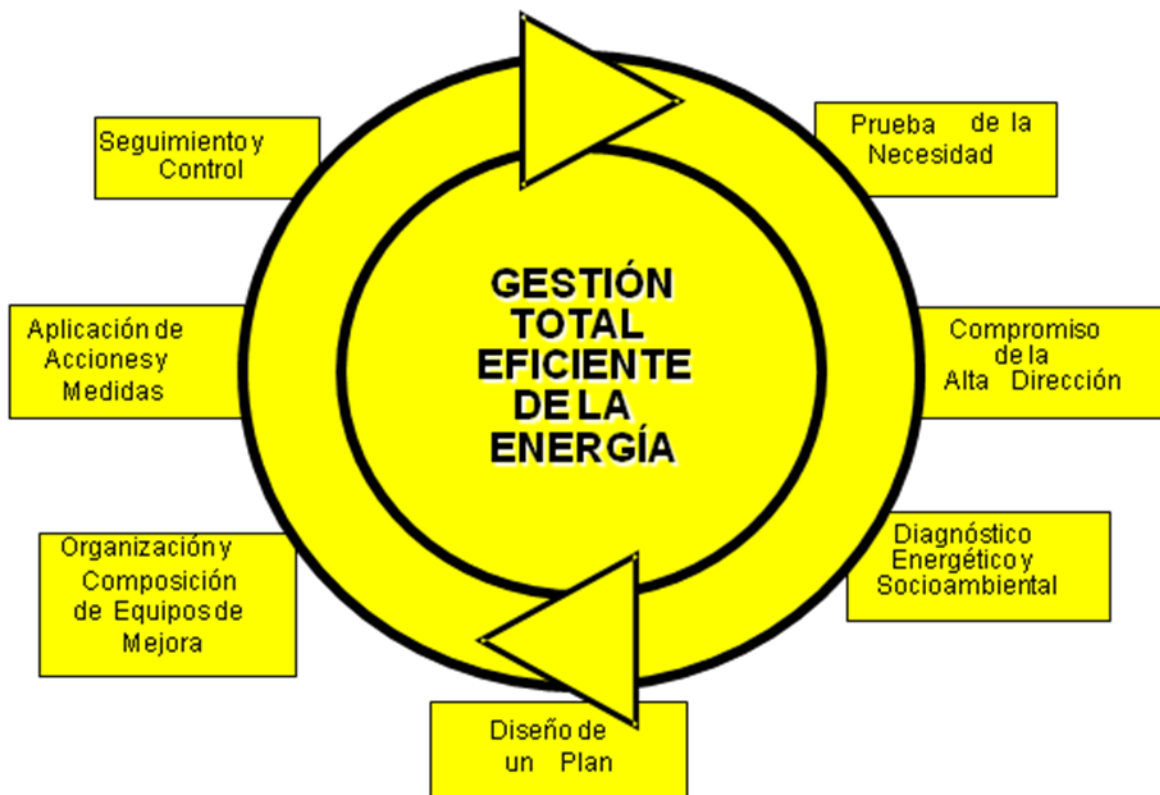 Seguimiento y
Control
Prueba de la
Necesidad
GESTIÓN
TOTAL
EFICIENTE
DE LA
ENERGÍA
Aplicación de
Acciones y
Medidas
Compromiso
de la
Alta Dirección
Organización y
Composición
de Equipos de
Mejora
Diagnóstico
Energético y
Socioambiental
Diseño de
un Plan